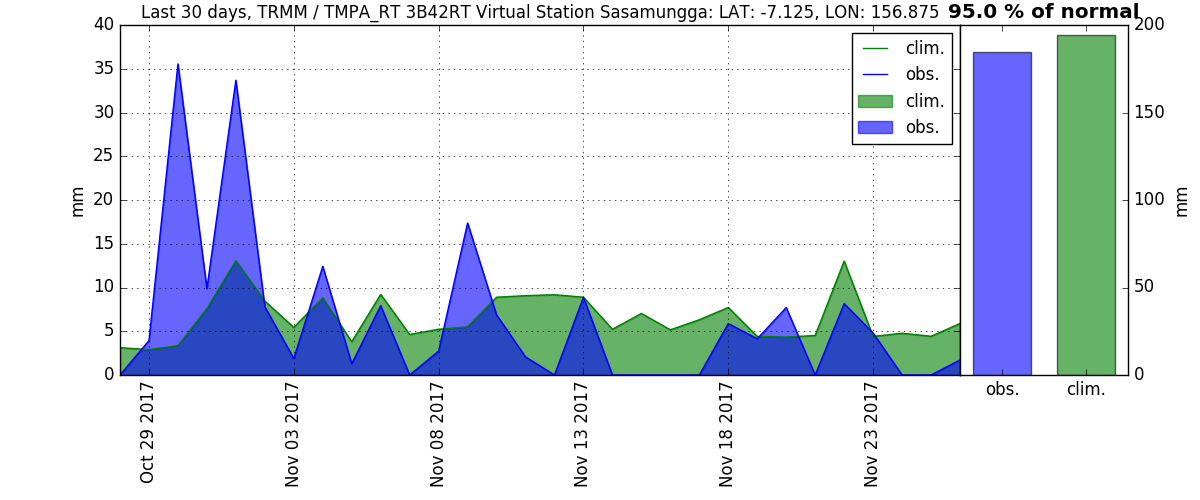 Last 30 days, TRMM / TMPA_RT 3B42RT Virtual Station Sasamungga: LAT: -7.125, LON: 156.875 95.0 % of normal
40
35
30
25
20
15
10
5
0
mm
clim.
obs.
clim.
obs.
200
150
100
50
0
mm
obs. clim.
Oct 29 2017
Nov 03 2017
Nov 08 2017
Nov 13 2017
Nov 18 2017
Nov 23 2017